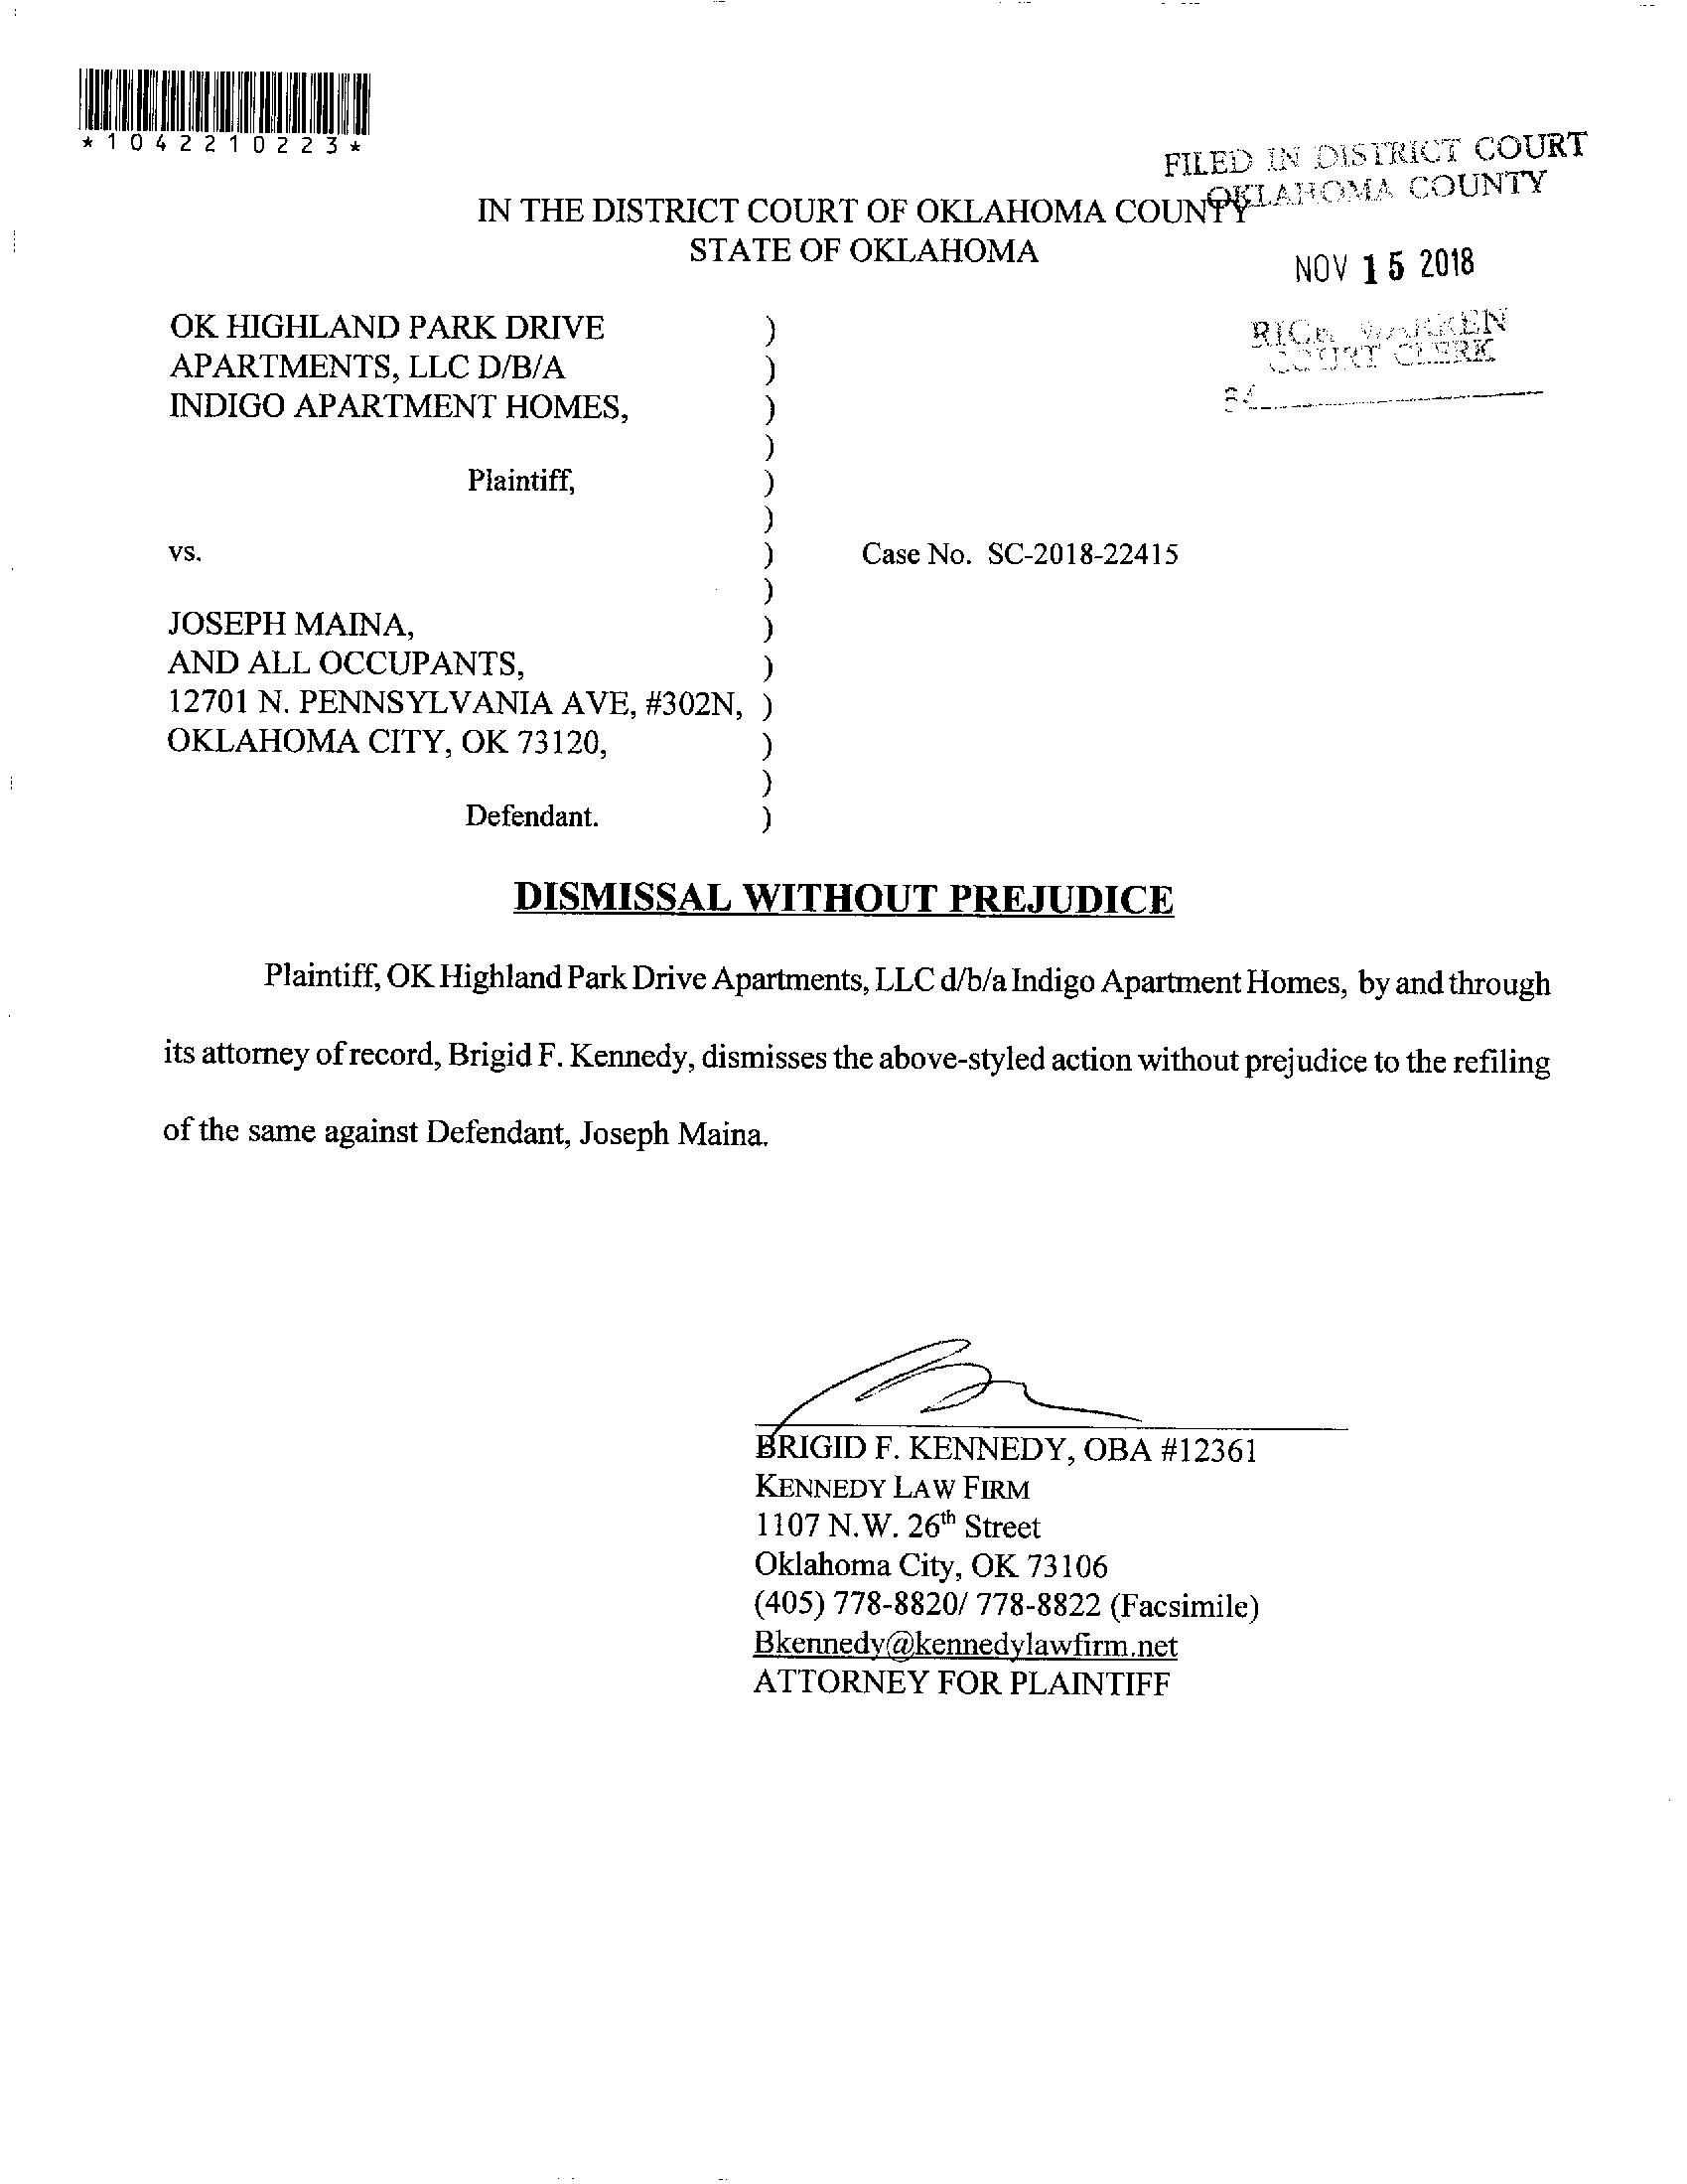 *1042210223*
FILED IN DISTRICT COURT
OKLAHOMA COUNTY
IN THE DISTRICT COURT OF OKLAHOMA COUNTY
STATE OF OKLAHOMA
NOV 15 2018
OK HIGHLAND PARK DRIVE )
APARTMENTS, LLC D/B/A )
INDIGO APARTMENT HOMES, )
)
Plaintiff, )
)
vs. ) Case No. SC-2018-22415
)
JOSEPH MAINA, )
AND ALL OCCUPANTS, )
12701 N. PENNSYLVANIA AVE, #302N, )
OKLAHOMA CITY, OK 73120, )
)
Defendant. )
RICK WARREN
COURT CLERK
DISMISSAL WITHOUT PREJUDICE
Plaintiff, OK Highland Park Drive Apartments, LLC d/b/a Indigo Apartment Homes, by and through
its attorney of record, Brigid F. Kennedy, dismisses the above-styled action without prejudice to the refiling
of the same against Defendant, Joseph Maina.
BRIGID F. KENNEDY, OBA #12361
KENNEDY LAW FIRM
1107 N.W. 26th Street
Oklahoma City, OK 73106
(405) 778-8820/ 778-8822 (Facsimile)
Bkennedy@kennedylawfirm.net
ATTORNEY FOR PLAINTIFF